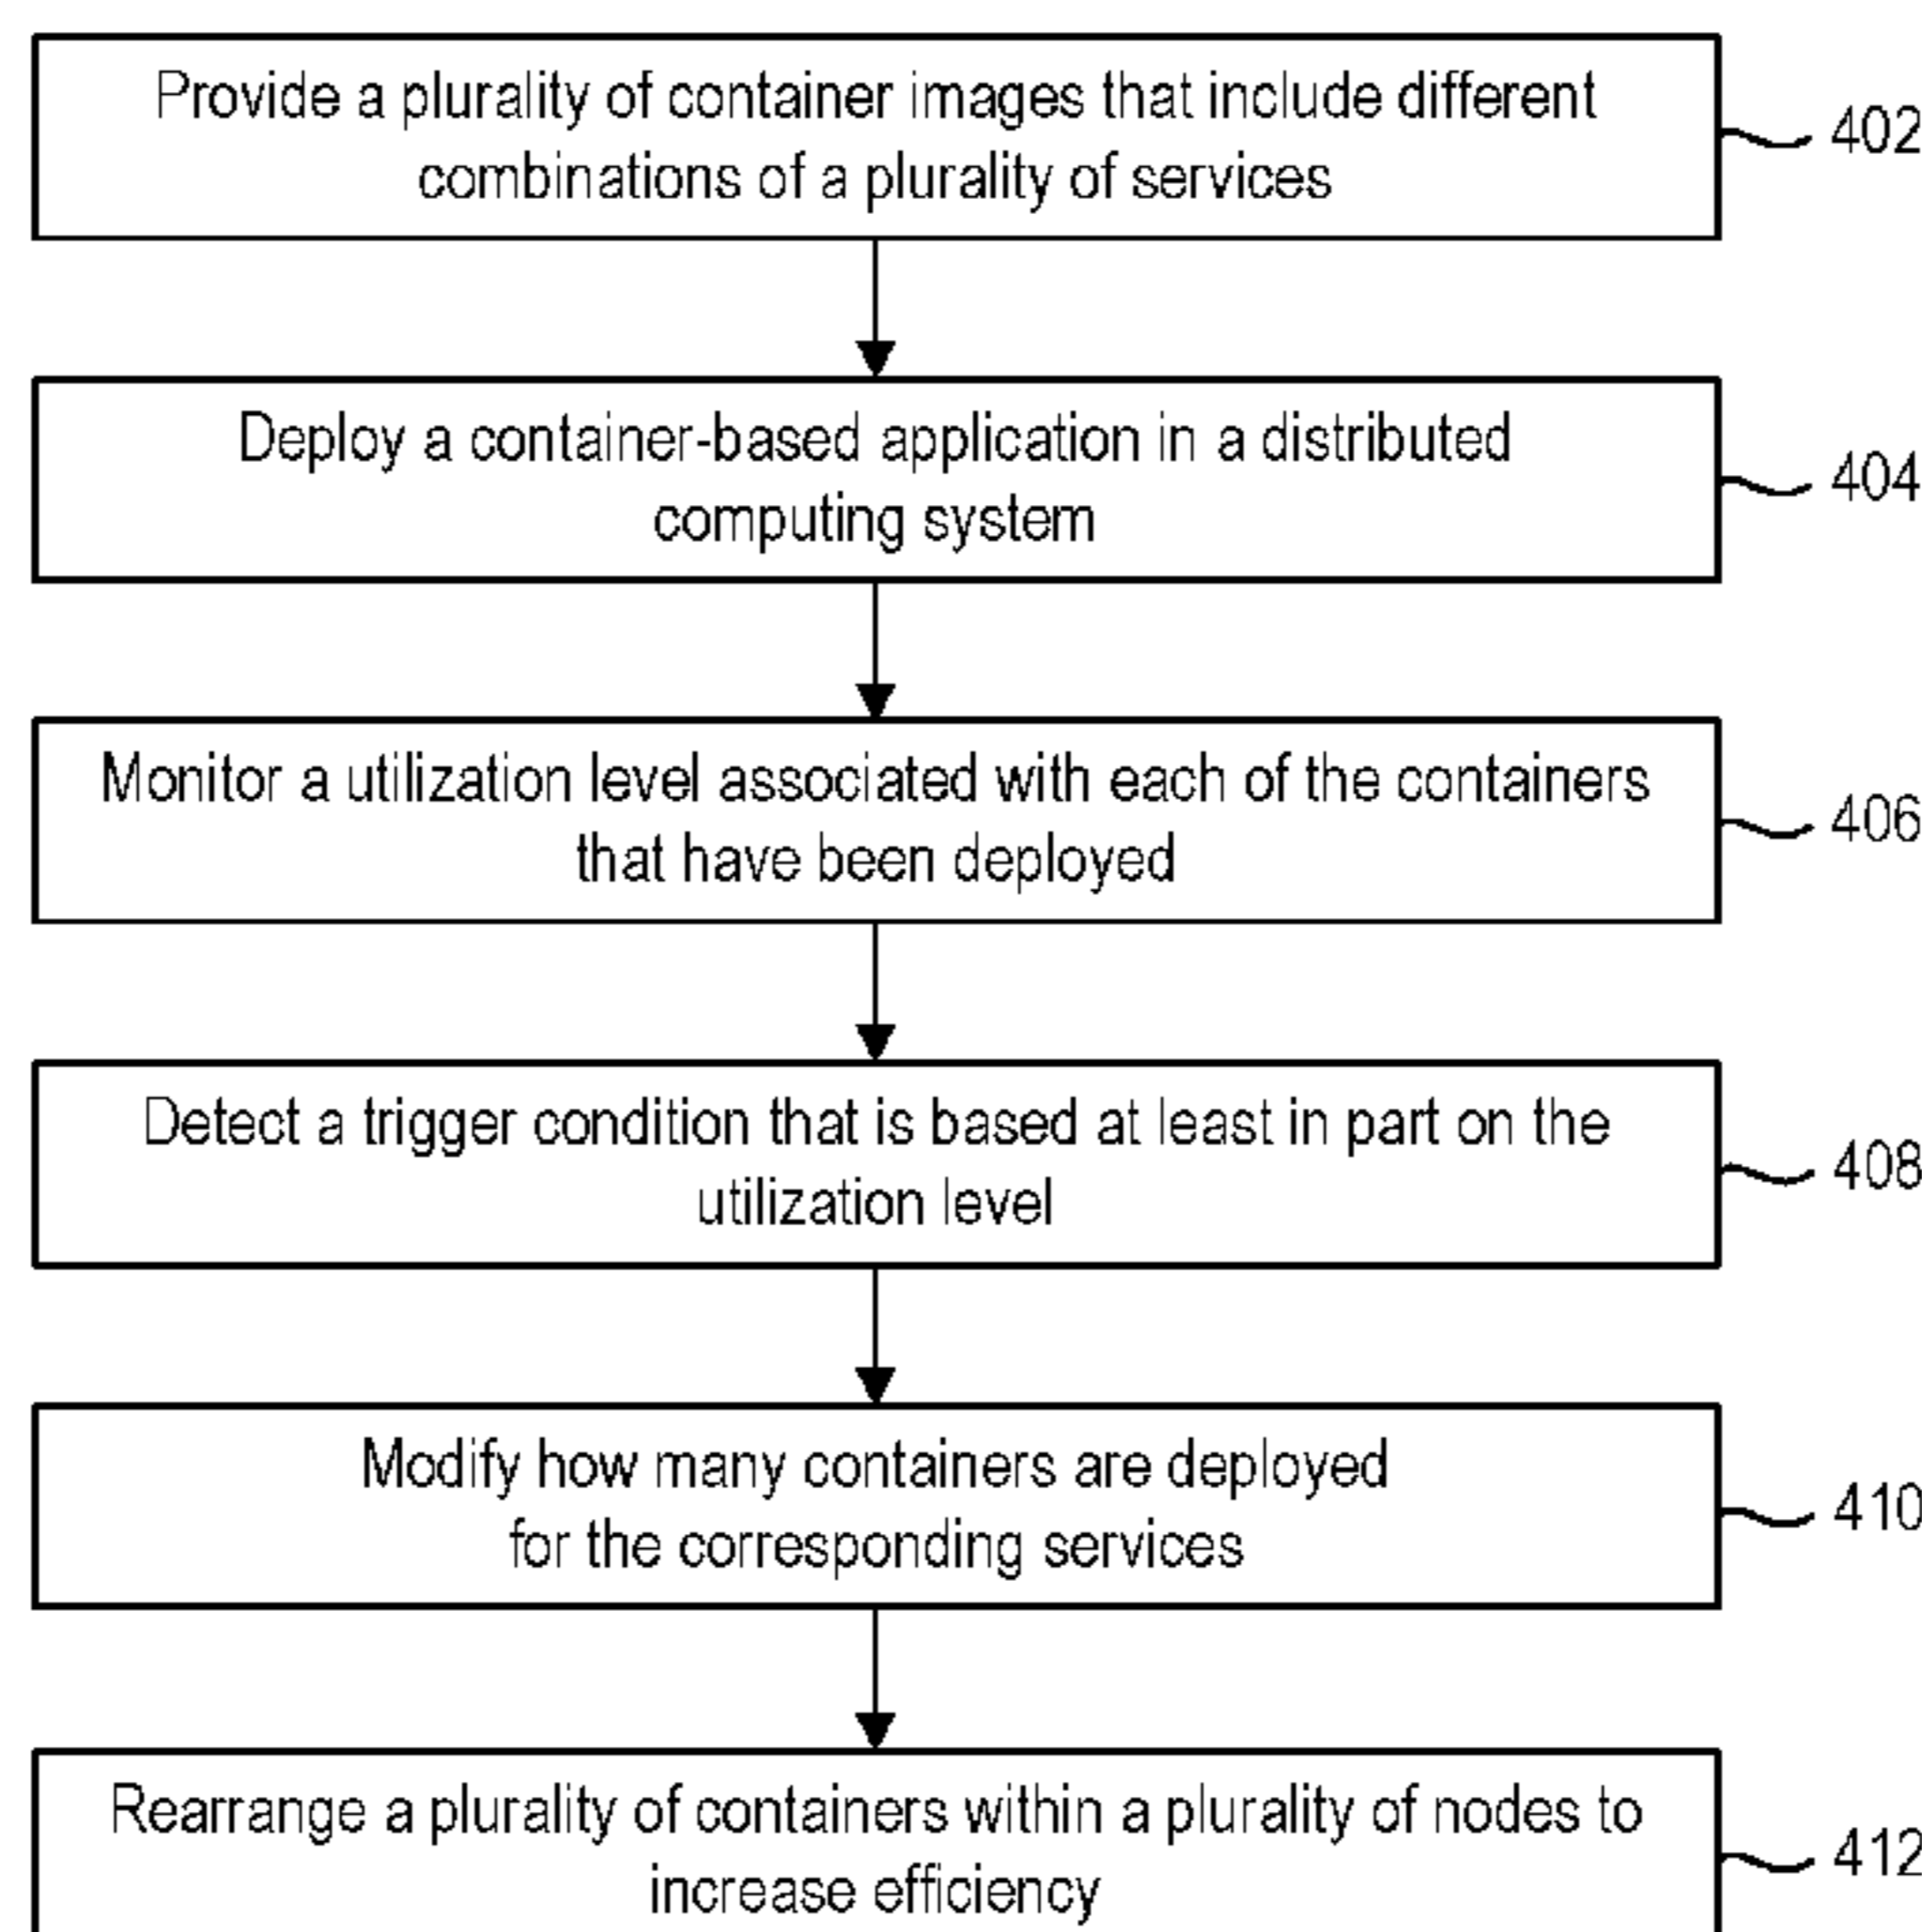 Provide a plurality of container images that include different
combinations of a plurality of services
402
Deploy a container-based application in a distributed
computing system
404
Monitor a utilization level associated with each of the containers
that have been deployed
406
Detect a trigger condition that is based at least in part on the
utilization level
408
Modify how many containers are deployed
for the corresponding services
410
Rearrange a plurality of containers within a plurality of nodes to
increase efficiency
412